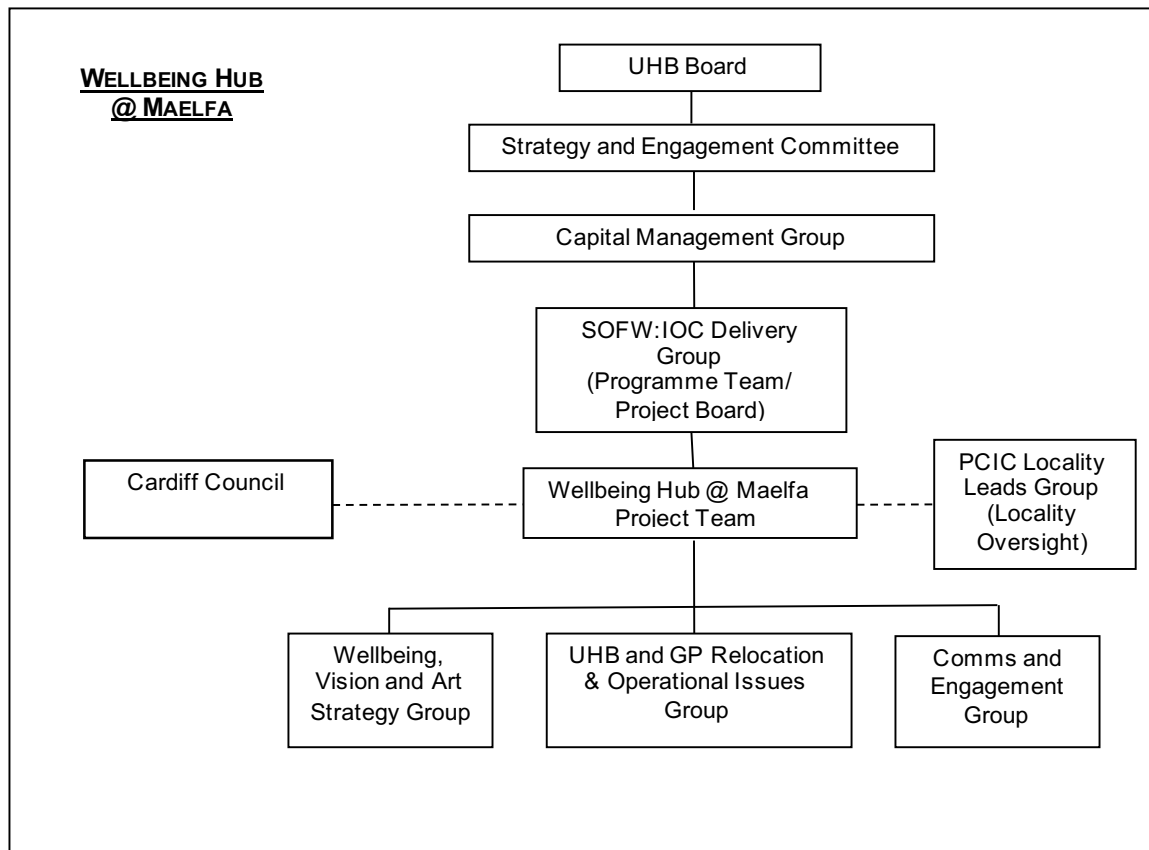 WELLBEING HUB
@ MAELFA
UHB Board
Strategy and Engagement Committee
Capital Management Group
SOFW:IOC Delivery
Group
(Programme Team/
Project Board)
Cardiff Council
Wellbeing Hub @ Maelfa
Project Team
PCIC Locality
Leads Group
(Locality
Oversight)
Wellbeing,
Vision and Art
Strategy Group
UHB and GP Relocation
& Operational Issues
Group
Comms and
Engagement
Group